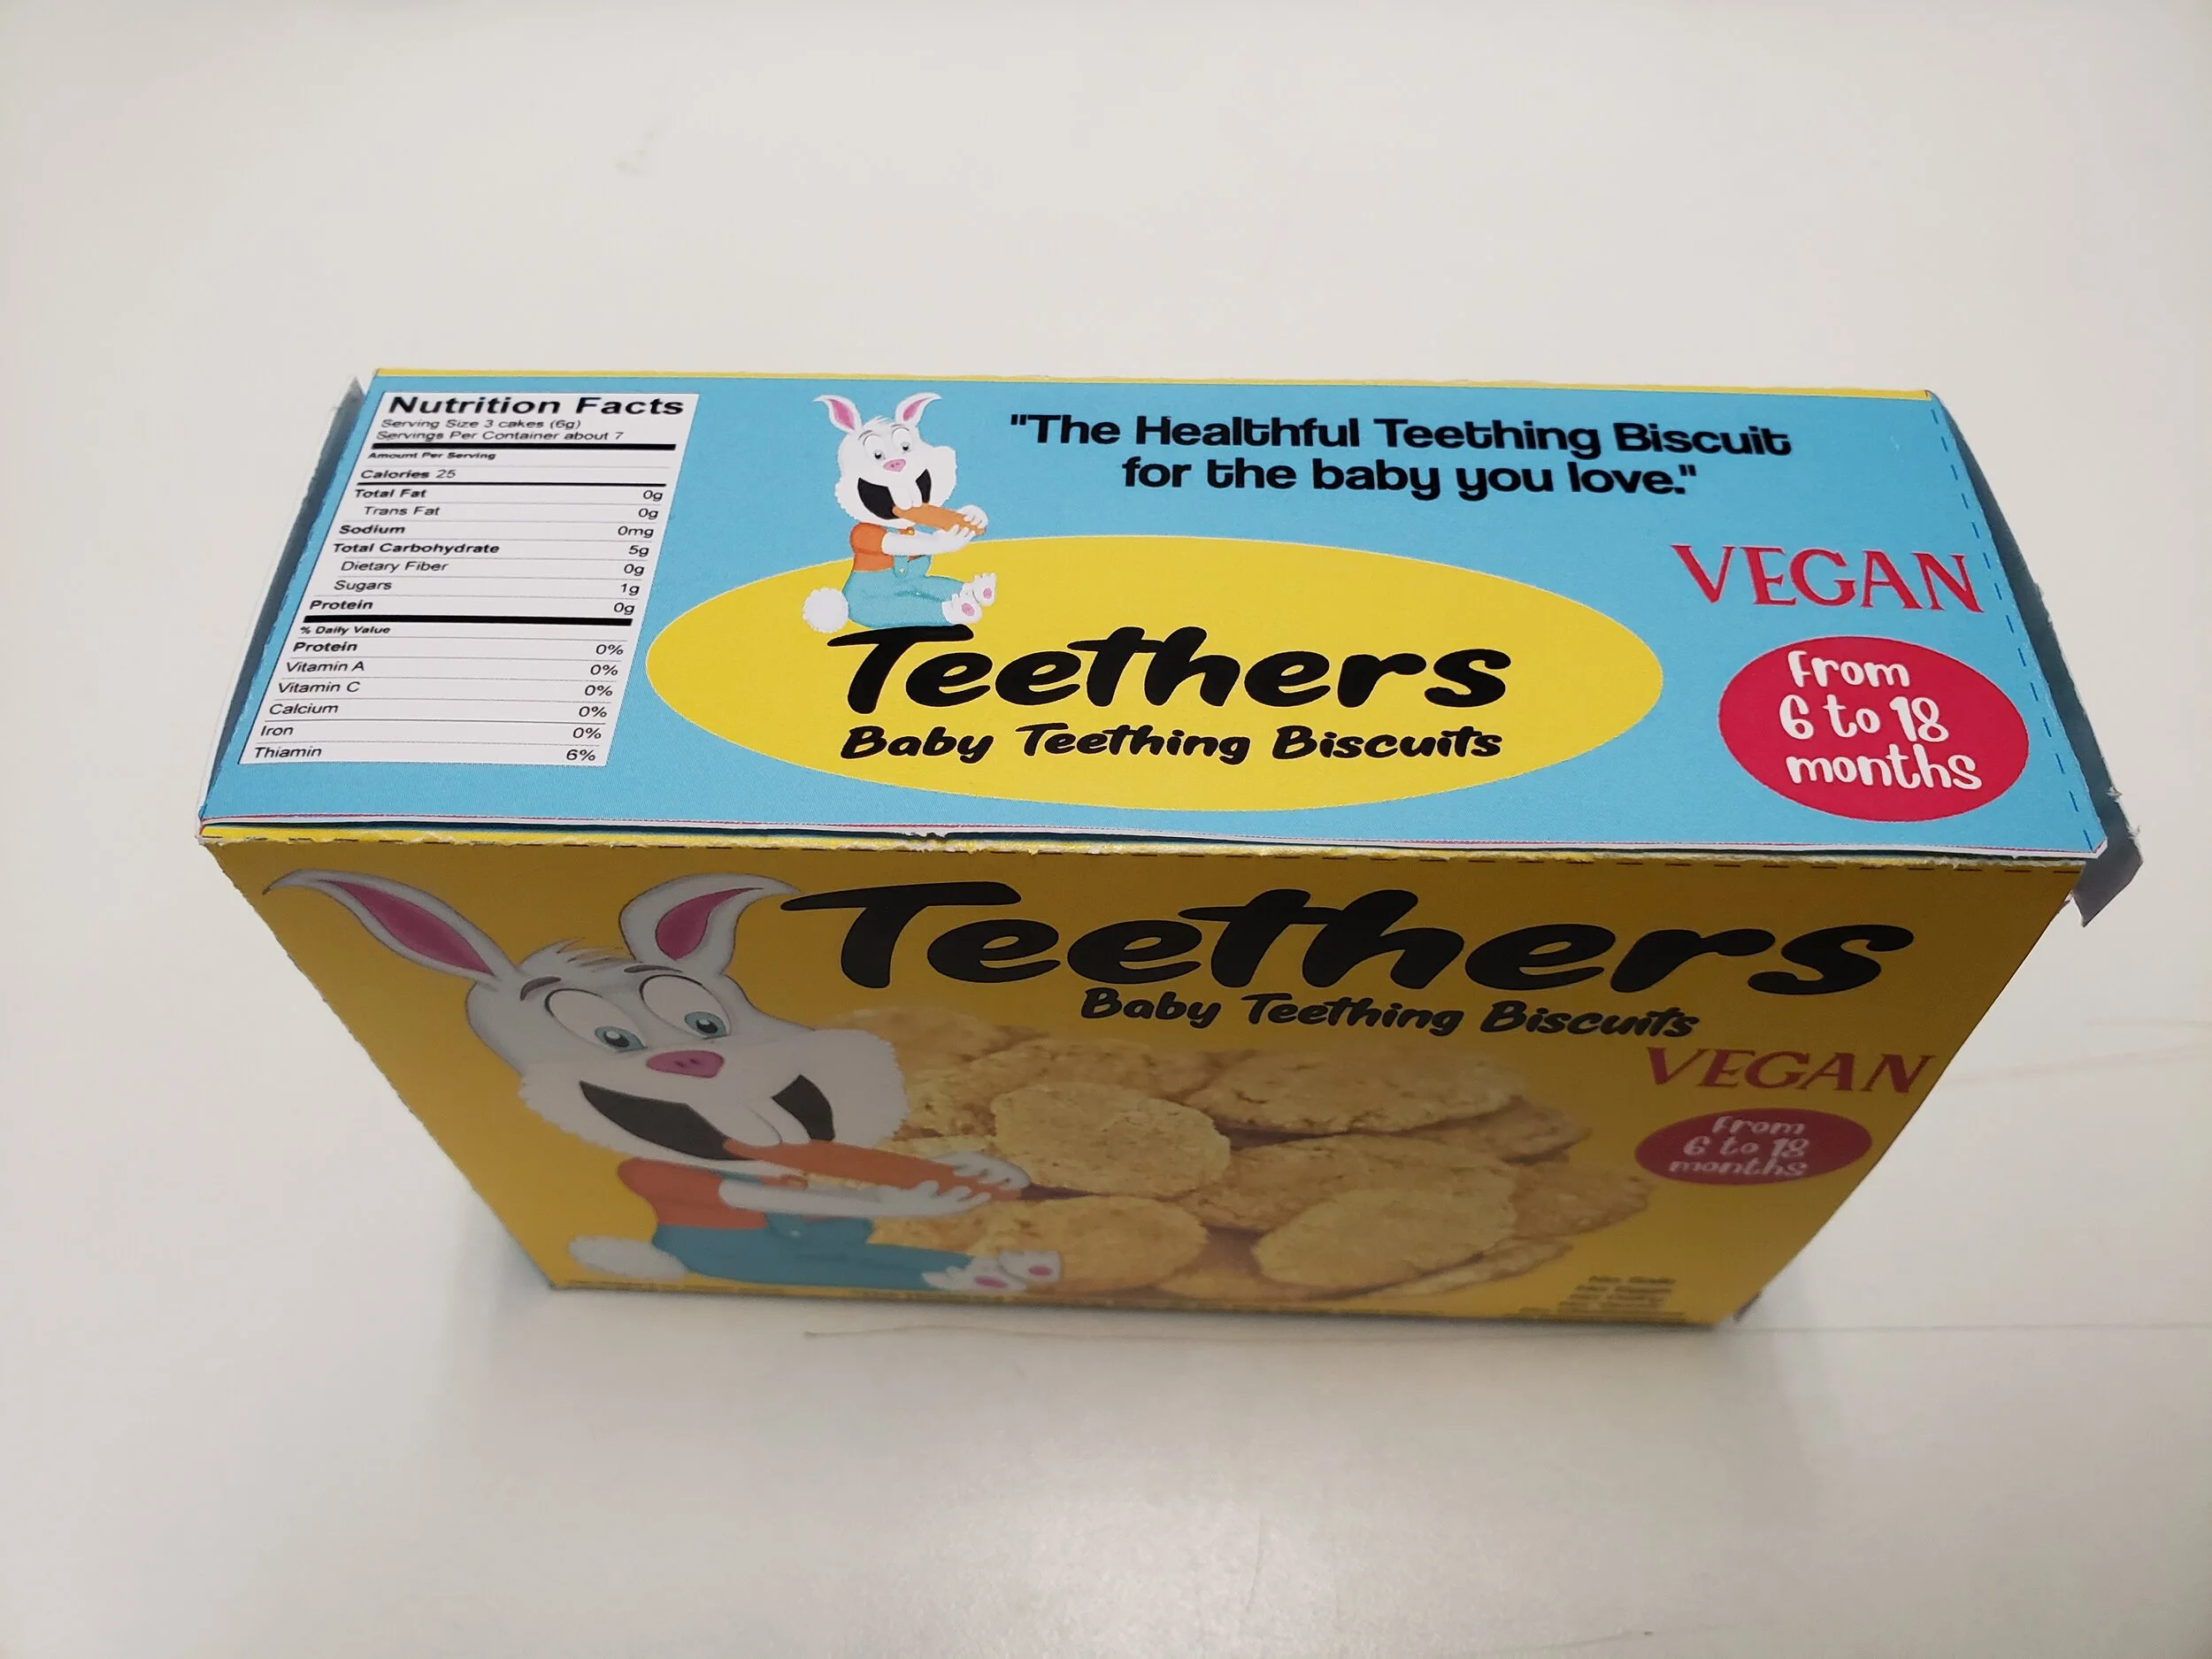 Nutrition Facts
Serving Size 3 cakes (6g)
Servings Per Container about 7
Amount Per Serving
Calories 25
Total Fat 0g
Trans Fat 0g
Sodium 0mg
Total Carbohydrate 5g
Dietary Fiber 0g
Sugars 1g
Protein 0g
% Daily Value
Protein 0%
Vitamin A 0%
Vitamin C 0%
Calcium 0%
Iron 0%
Thiamin 6%
"The Healthful Teething Biscuit
for the baby you love."
Teethers
Baby Teething Biscuits
VEGAN
From
6 to 18
months
Teethers
Baby Teething Biscuits
VEGAN
From
6 to 18
months